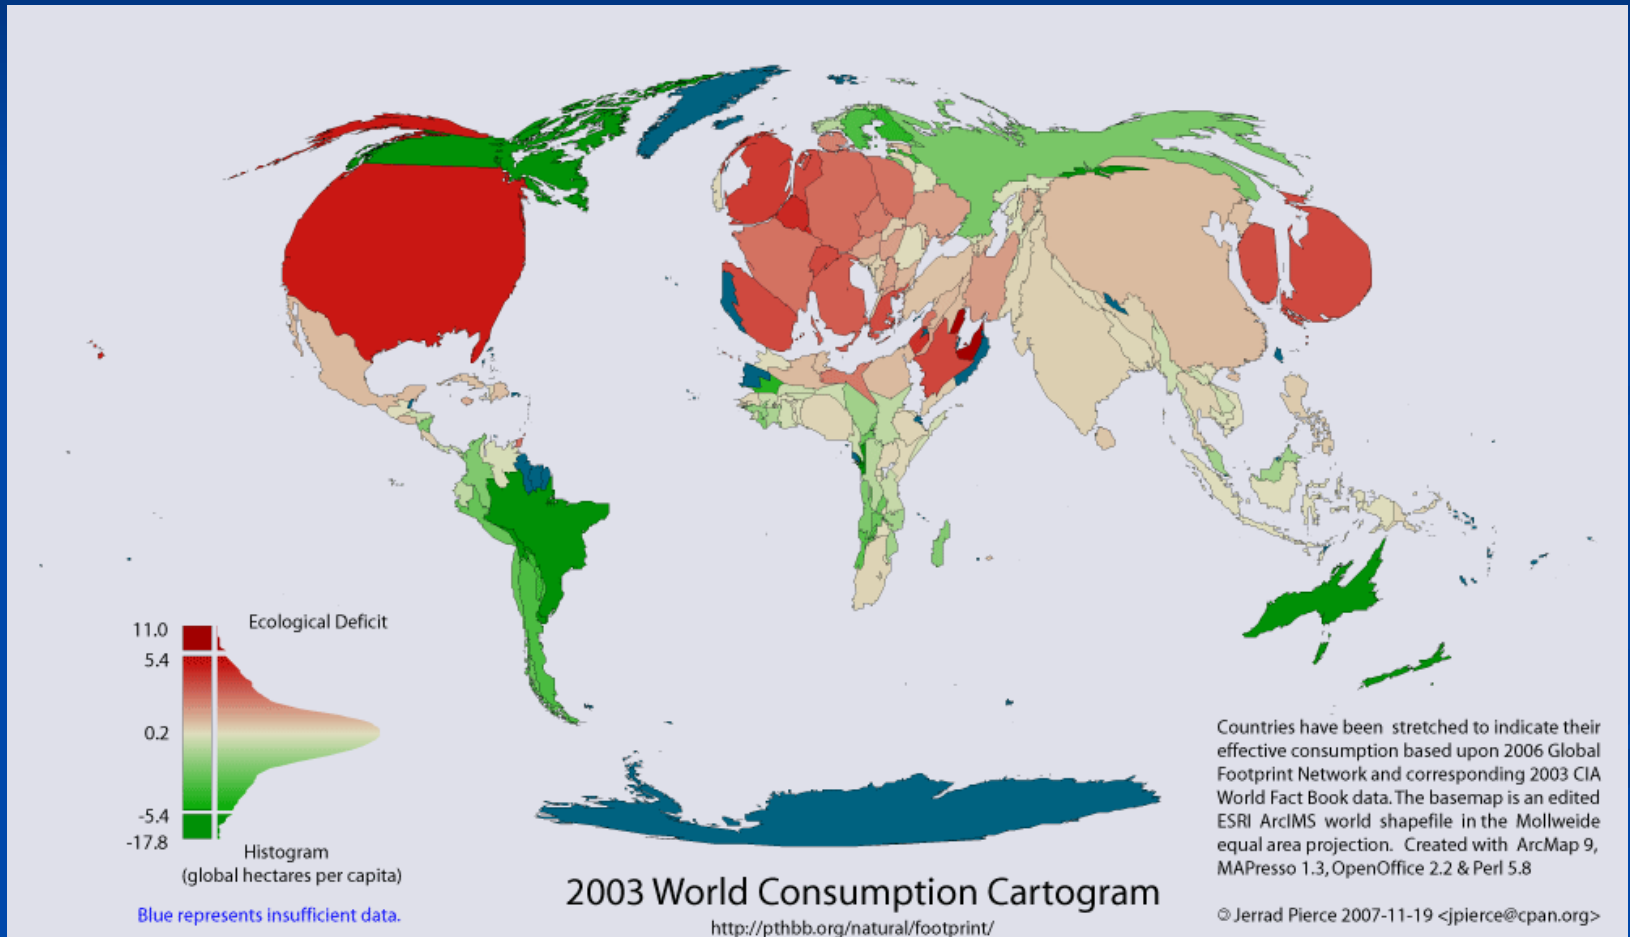 Ecological Deficit
11.0
5.4
0.2
-5.4
-17.8
Histogram
(global hectares per capita)
Blue represents insufficient data.
2003 World Consumption Cartogram
http://pthbb.org/natural/footprint/
Countries have been stretched to indicate their
effective consumption based upon 2006 Global
Footprint Network and corresponding 2003 CIA
World Fact Book data. The basemap is an edited
ESRI ArcIMS world shapefile in the Mollweide
equal area projection. Created with ArcMap 9,
MAPresso 1.3, OpenOffice 2.2 & Perl 5.8
© Jerrad Pierce 2007-11-19 <jpierce@cpan.org>